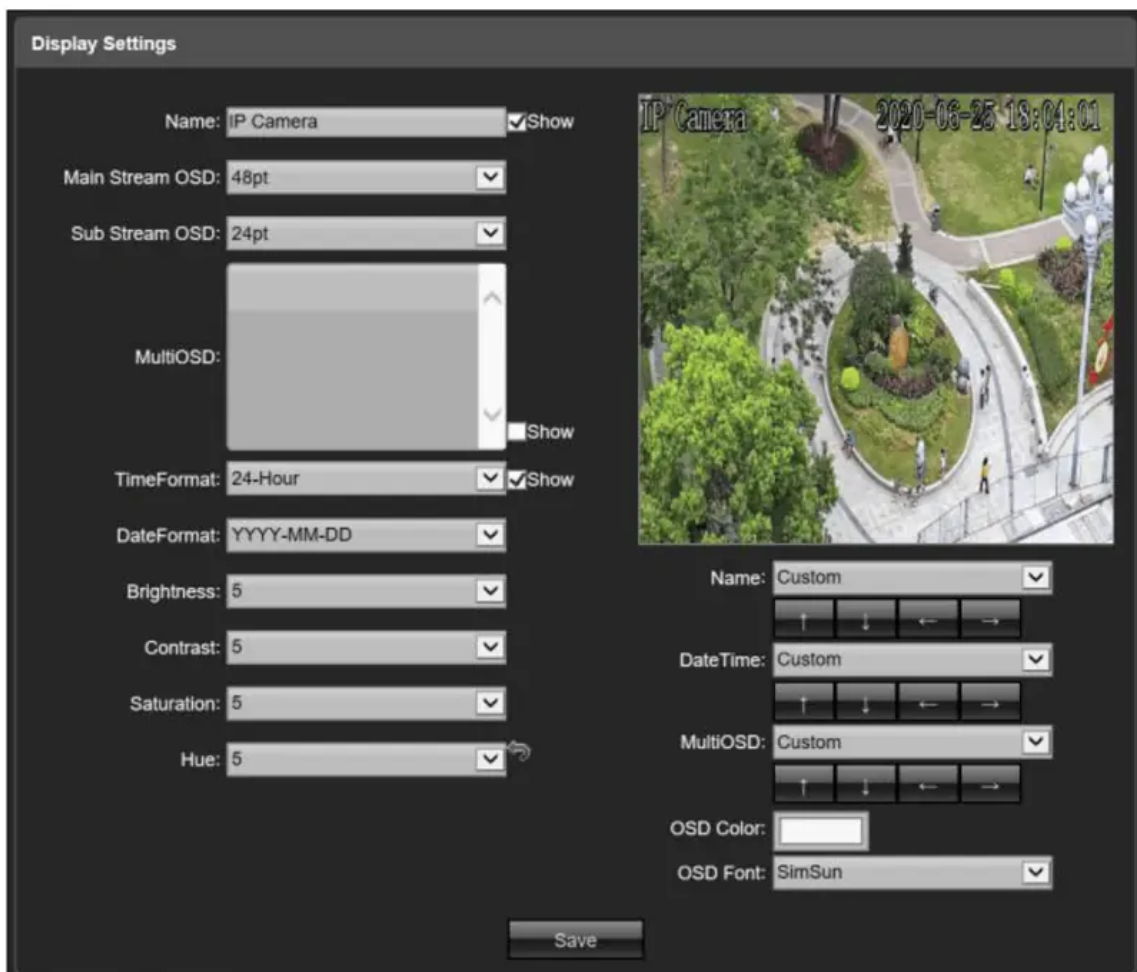 Display Settings
Name: IP Camera Show
Main Stream OSD: 48pt
Sub Stream OSD: 24pt
MultiOSD:
Show
TimeFormat: 24-Hour Show
DateFormat: YYYY-MM-DD
Brightness: 5
Contrast: 5
Saturation: 5
Hue: 5
IP Camera 2020-06-25 18:04:01
Name: Custom
↑ ↓ ← →
DateTime: Custom
↑ ↓ ← →
MultiOSD: Custom
↑ ↓ ← →
OSD Color:
OSD Font: SimSun
Save